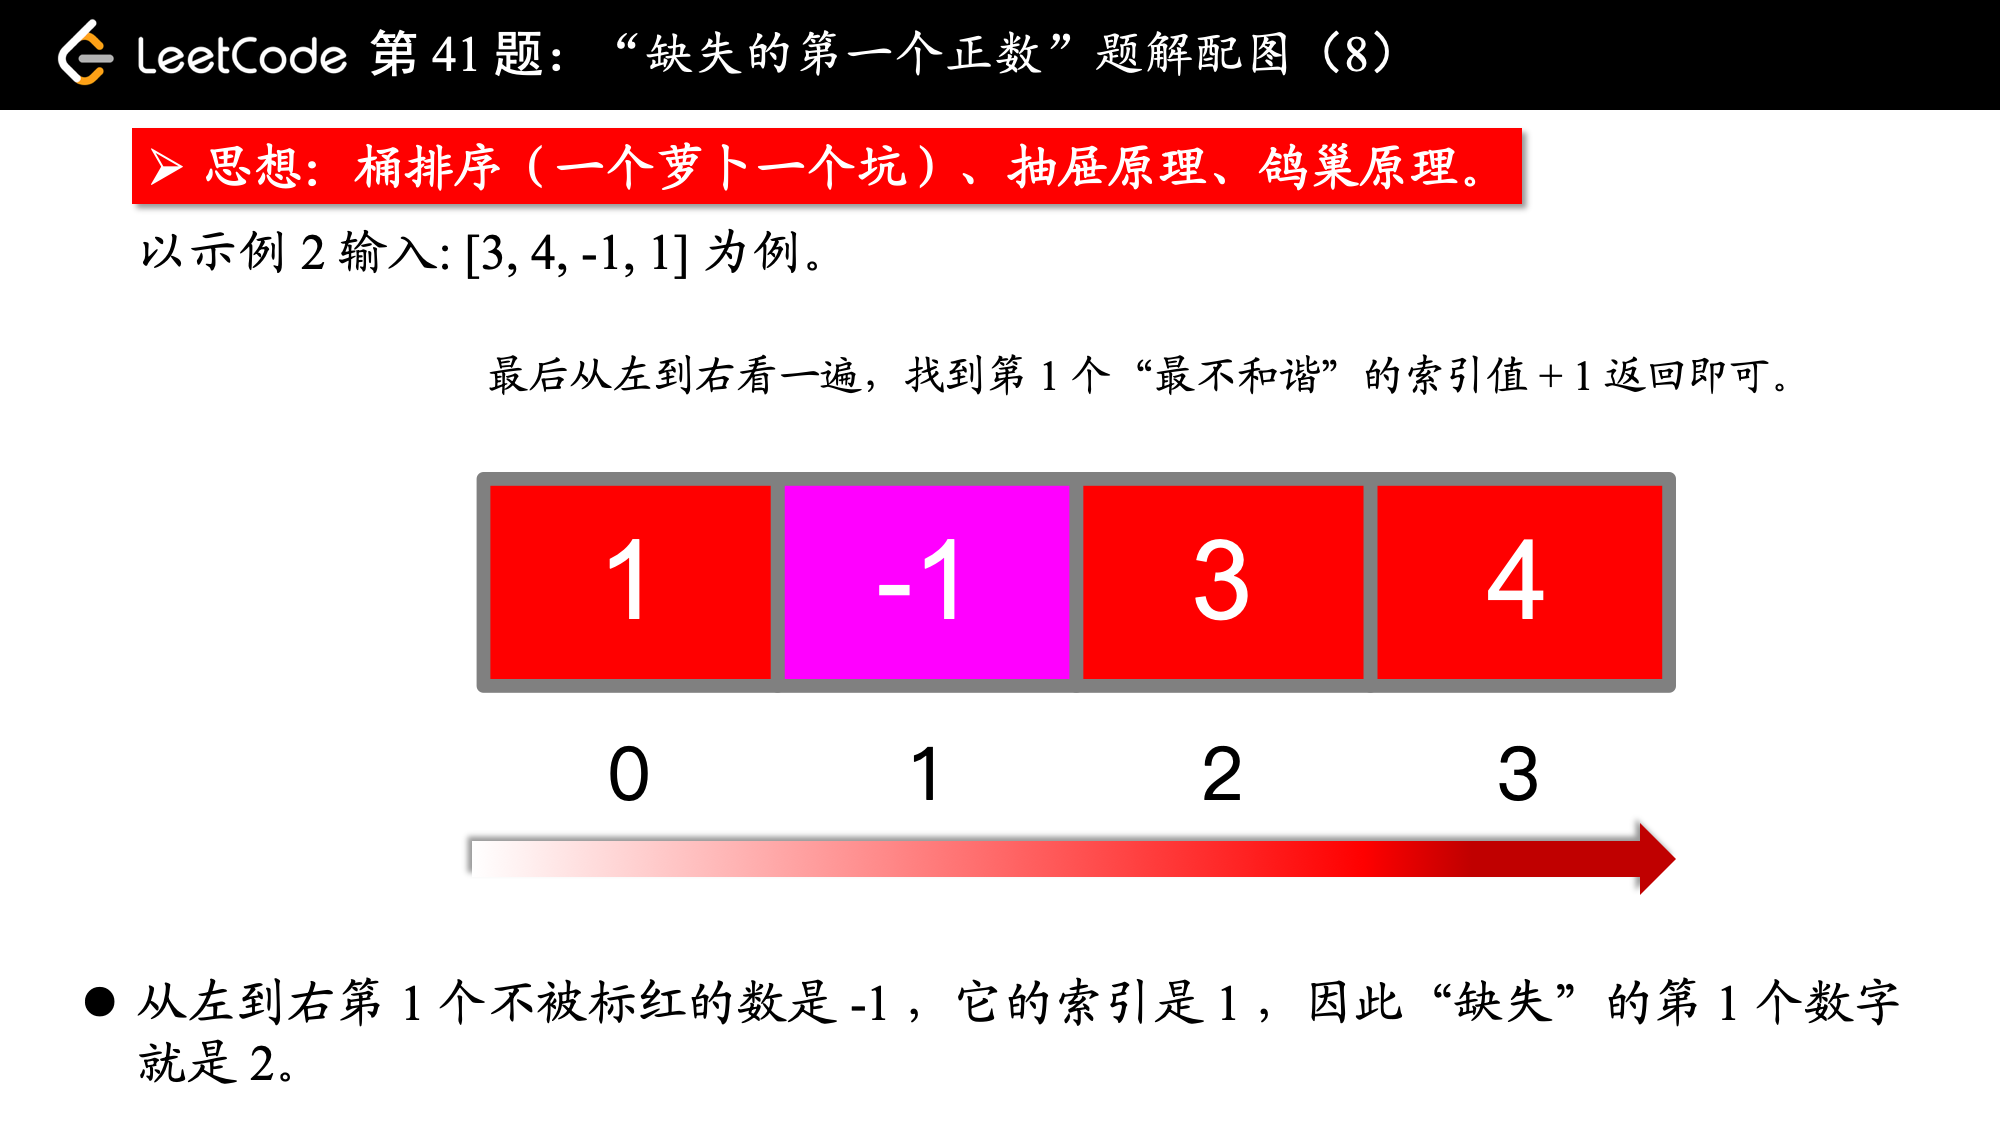 LeetCode 第 41 题：“缺失的第一个正数”题解配图（8）
➢ 思想：桶排序（一个萝卜一个坑）、抽屉原理、鸽巢原理。
以示例 2 输入: [3, 4, -1, 1] 为例。
最后从左到右看一遍，找到第 1 个“最不和谐”的索引值 + 1 返回即可。
1 -1 3 4
0 1 2 3
● 从左到右第 1 个不被标红的数是 -1 ，它的索引是 1 ，因此“缺失”的第 1 个数字
就是 2。